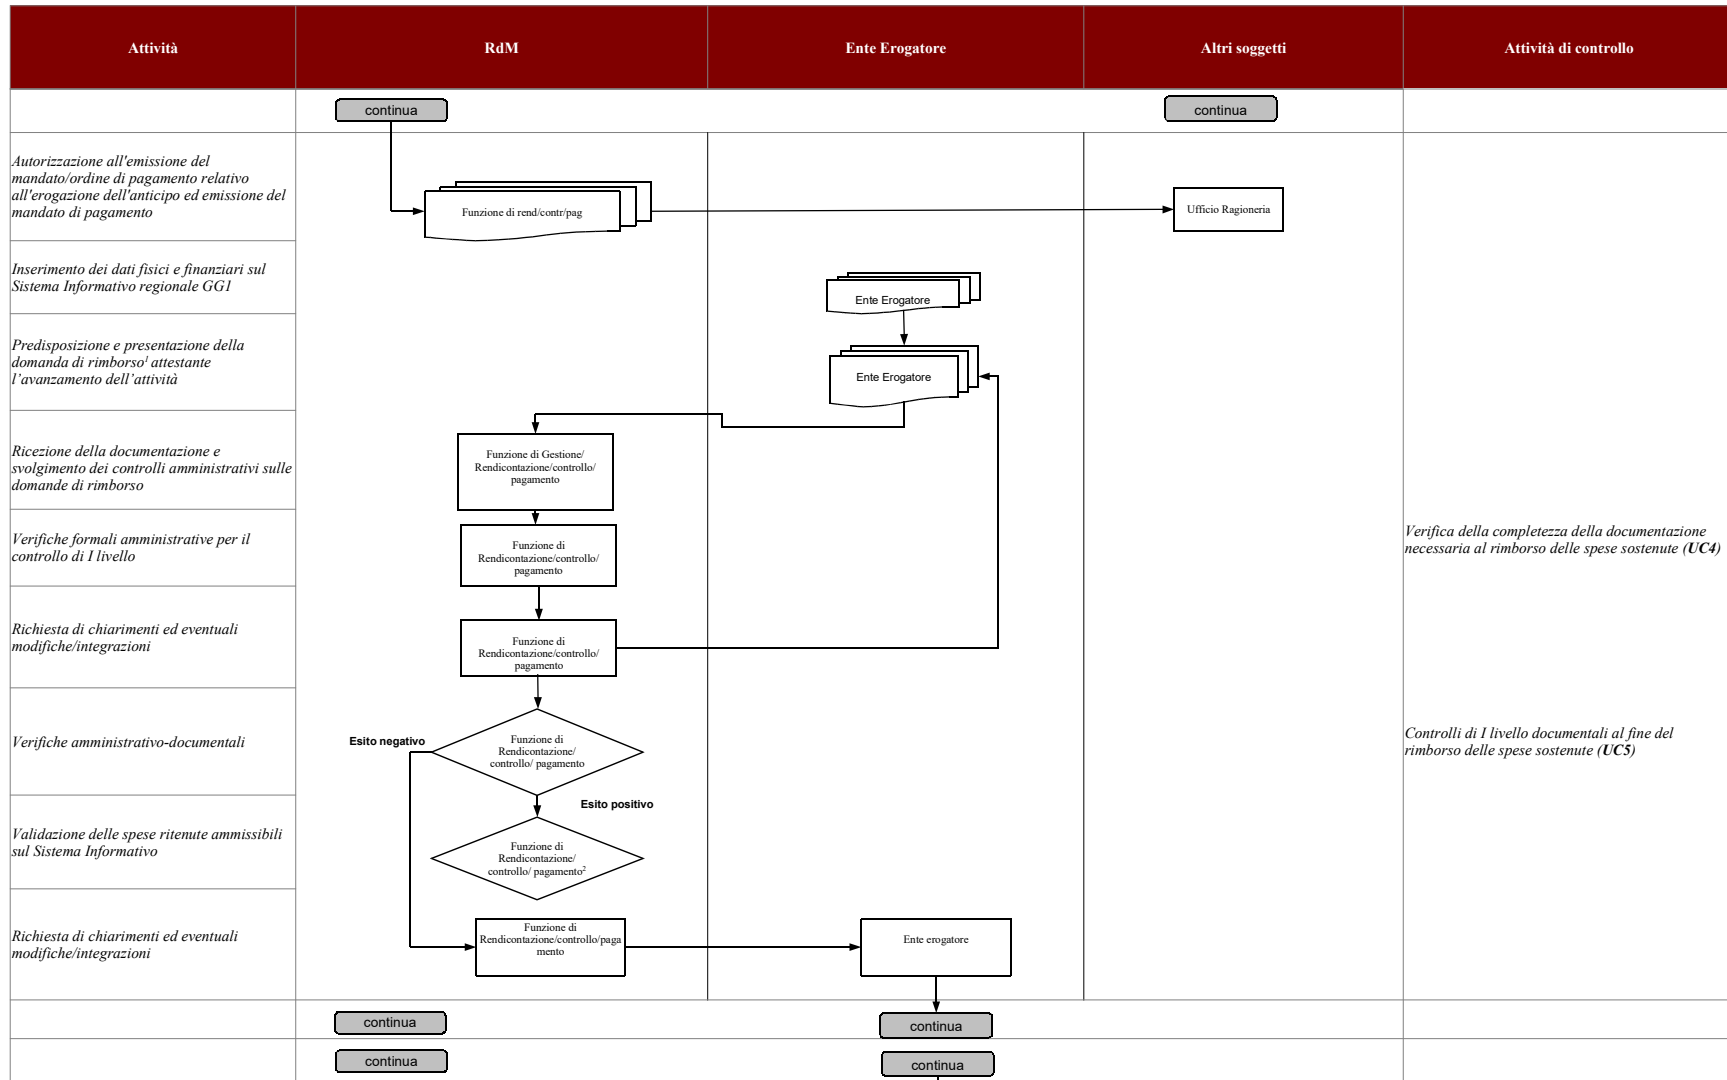 Attività
RdM
Ente Erogatore
Altri soggetti
Attività di controllo
continua
continua
Autorizzazione all'emissione del
mandato/ordine di pagamento relativo
all'erogazione dell'anticipo ed emissione del
mandato di pagamento
Funzione di rend/contr/pag
Ufficio Ragioneria
Inserimento dei dati fisici e finanziari sul
Sistema Informativo regionale GG1
Ente Erogatore
Predisposizione e presentazione della
domanda di rimborso¹ attestante
l’avanzamento dell’attività
Ente Erogatore
Ricezione della documentazione e
svolgimento dei controlli amministrativi sulle
domande di rimborso
Funzione di Gestione/
Rendicontazione/controllo/
pagamento
Verifiche formali amministrative per il
controllo di I livello
Funzione di
Rendicontazione/controllo/
pagamento
Verifica della completezza della documentazione
necessaria al rimborso delle spese sostenute (UC4)
Richiesta di chiarimenti ed eventuali
modifiche/integrazioni
Funzione di
Rendicontazione/controllo/
pagamento
Verifiche amministrativo-documentali
Esito negativo
Funzione di
Rendicontazione/
controllo/ pagamento
Controlli di I livello documentali al fine del
rimborso delle spese sostenute (UC5)
Esito positivo
Validazione delle spese ritenute ammissibili
sul Sistema Informativo
Funzione di
Rendicontazione/
controllo/ pagamento²
Richiesta di chiarimenti ed eventuali
modifiche/integrazioni
Funzione di
Rendicontazione/controllo/paga
mento
Ente erogatore
continua
continua
continua
continua